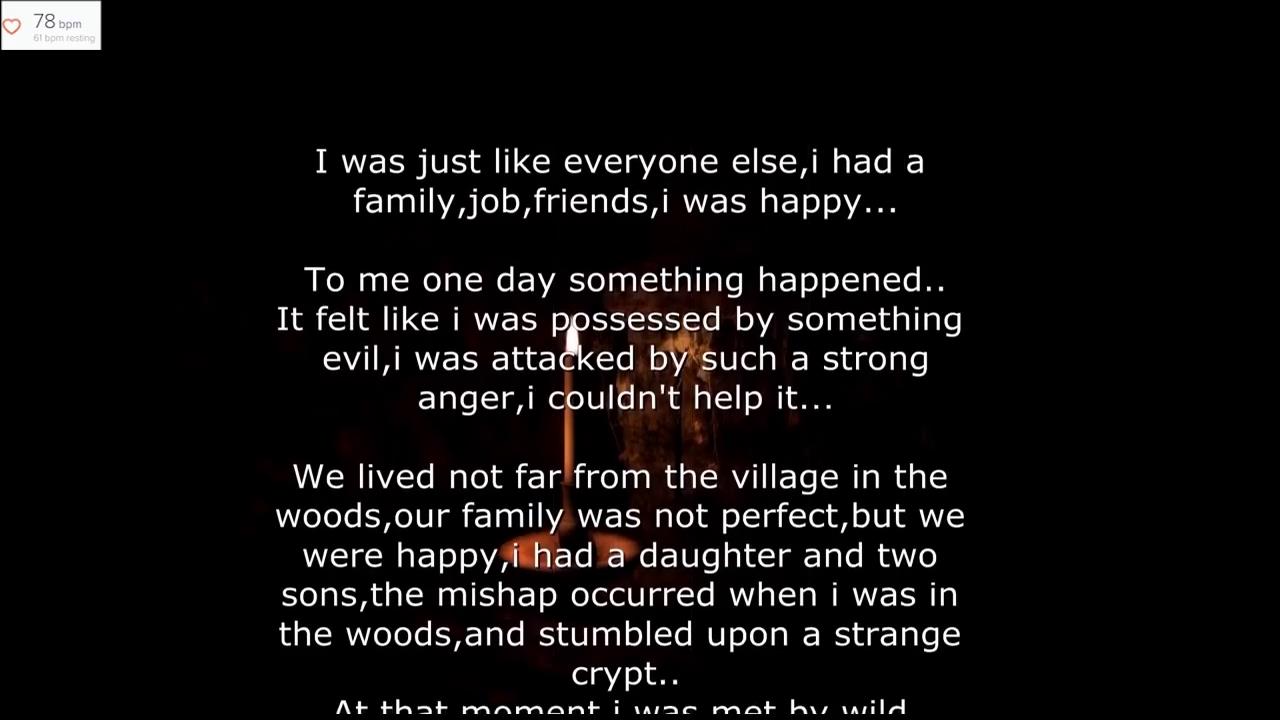 78 bpm
61 bpm resting
I was just like everyone else,i had a
family,job,friends,i was happy...
To me one day something happened..
It felt like i was possessed by something
evil,i was attacked by such a strong
anger,i couldn't help it...
We lived not far from the village in the
woods,our family was not perfect,but we
were happy,i had a daughter and two
sons,the mishap occurred when i was in
the woods,and stumbled upon a strange
crypt..
At that moment i was met by wild